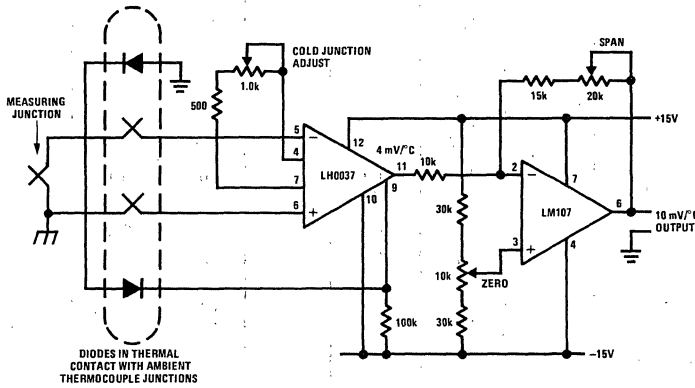 SPAN
COLD JUNCTION
ADJUST
1.0k
15k
20k
500
+15V
MEASURING
JUNCTION
5
−
12
4 mV/°C
4
11
10k
2
−
7
LH0037
7
9
6
LM107
6
+
10
30k
10 mV/°C
OUTPUT
3
+
4
10k
ZERO
100k
30k
−15V
DIODES IN THERMAL
CONTACT WITH AMBIENT
THERMOCOUPLE JUNCTIONS